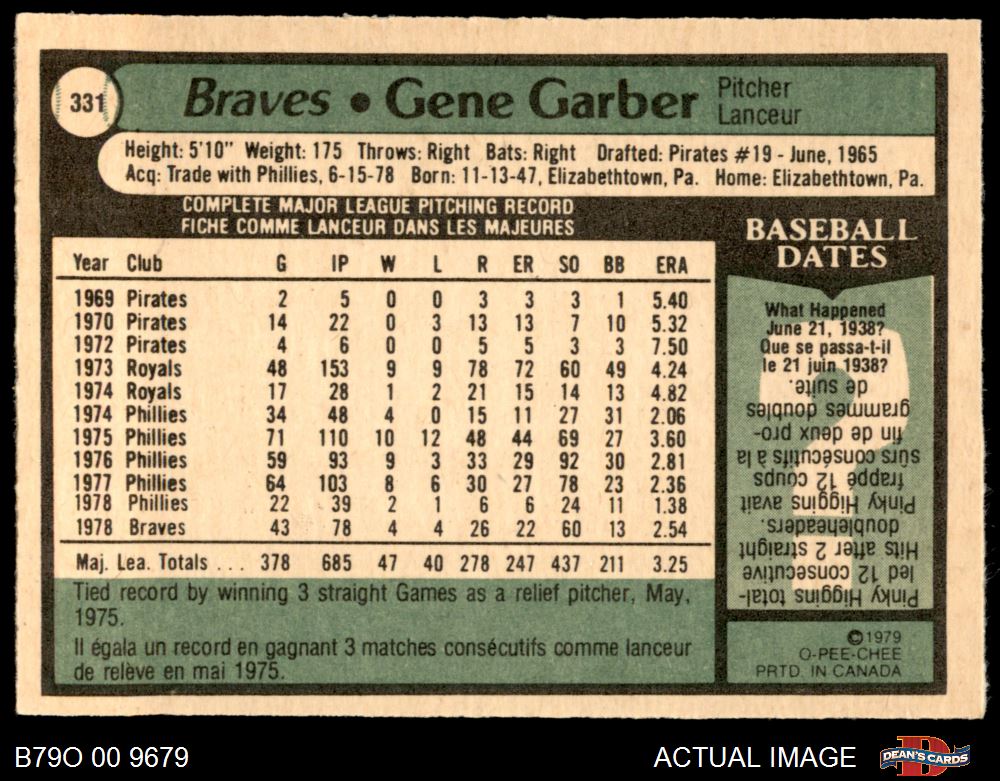 331
Braves • Gene Garber
Pitcher
Lanceur
Height: 5'10" Weight: 175 Throws: Right Bats: Right Drafted: Pirates #19 - June, 1965
Acq: Trade with Phillies, 6-15-78 Born: 11-13-47, Elizabethtown, Pa. Home: Elizabethtown, Pa.
COMPLETE MAJOR LEAGUE PITCHING RECORD
FICHE COMME LANCEUR DANS LES MAJEURES
Year Club G IP W L R ER SO BB ERA
1969 Pirates 2 5 0 0 3 3 3 1 5.40
1970 Pirates 14 22 0 3 13 13 7 10 5.32
1972 Pirates 4 6 0 0 5 5 3 3 7.50
1973 Royals 48 153 9 9 78 72 60 49 4.24
1974 Royals 17 28 1 2 21 15 14 13 4.82
1974 Phillies 34 48 4 0 15 11 27 31 2.06
1975 Phillies 71 110 10 12 48 44 69 27 3.60
1976 Phillies 59 93 9 3 33 29 92 30 2.81
1977 Phillies 64 103 8 6 30 27 78 23 2.36
1978 Phillies 22 39 2 1 6 6 24 11 1.38
1978 Braves 43 78 4 4 26 22 60 13 2.54
Maj. Lea. Totals ... 378 685 47 40 278 247 437 211 3.25
Tied record by winning 3 straight Games as a relief pitcher, May,
1975.
Il égala un record en gagnant 3 matches consécutifs comme lanceur
de relève en mai 1975.
BASEBALL
DATES
What Happened
June 21, 1938?
Que se passa-t-il
le 21 juin 1938?
Pinky Higgins total-
led 12 consecutive
Hits after 2 straight
doubleheaders.
Pinky Higgins avait
frappé 12 coups
sûrs consécutifs à la
fin de deux pro-
grammes doubles
de suite.
©1979
O-PEE-CHEE
PRTD. IN CANADA
B79O 00 9679
ACTUAL IMAGE
DEAN'S CARDS